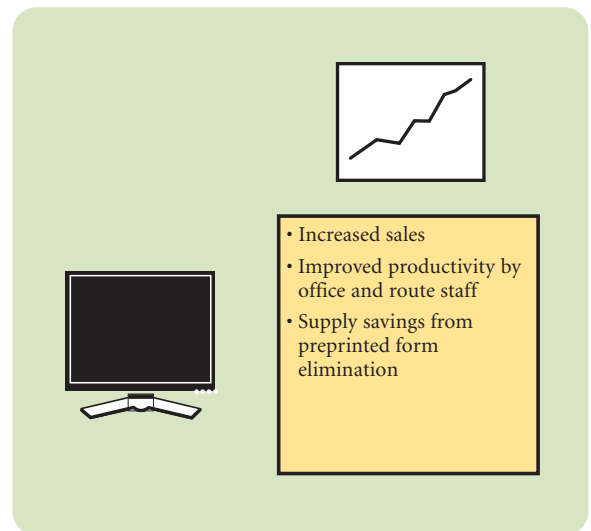 • Increased sales
• Improved productivity by
office and route staff
• Supply savings from
preprinted form
elimination